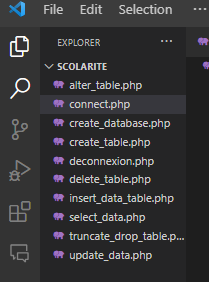 File Edit Selection
EXPLORER ...
SCOLARITE
alter_table.php
connect.php
create_database.php
create_table.php
deconnexion.php
delete_table.php
insert_data_table.php
select_data.php
truncate_drop_table.p...
update_data.php